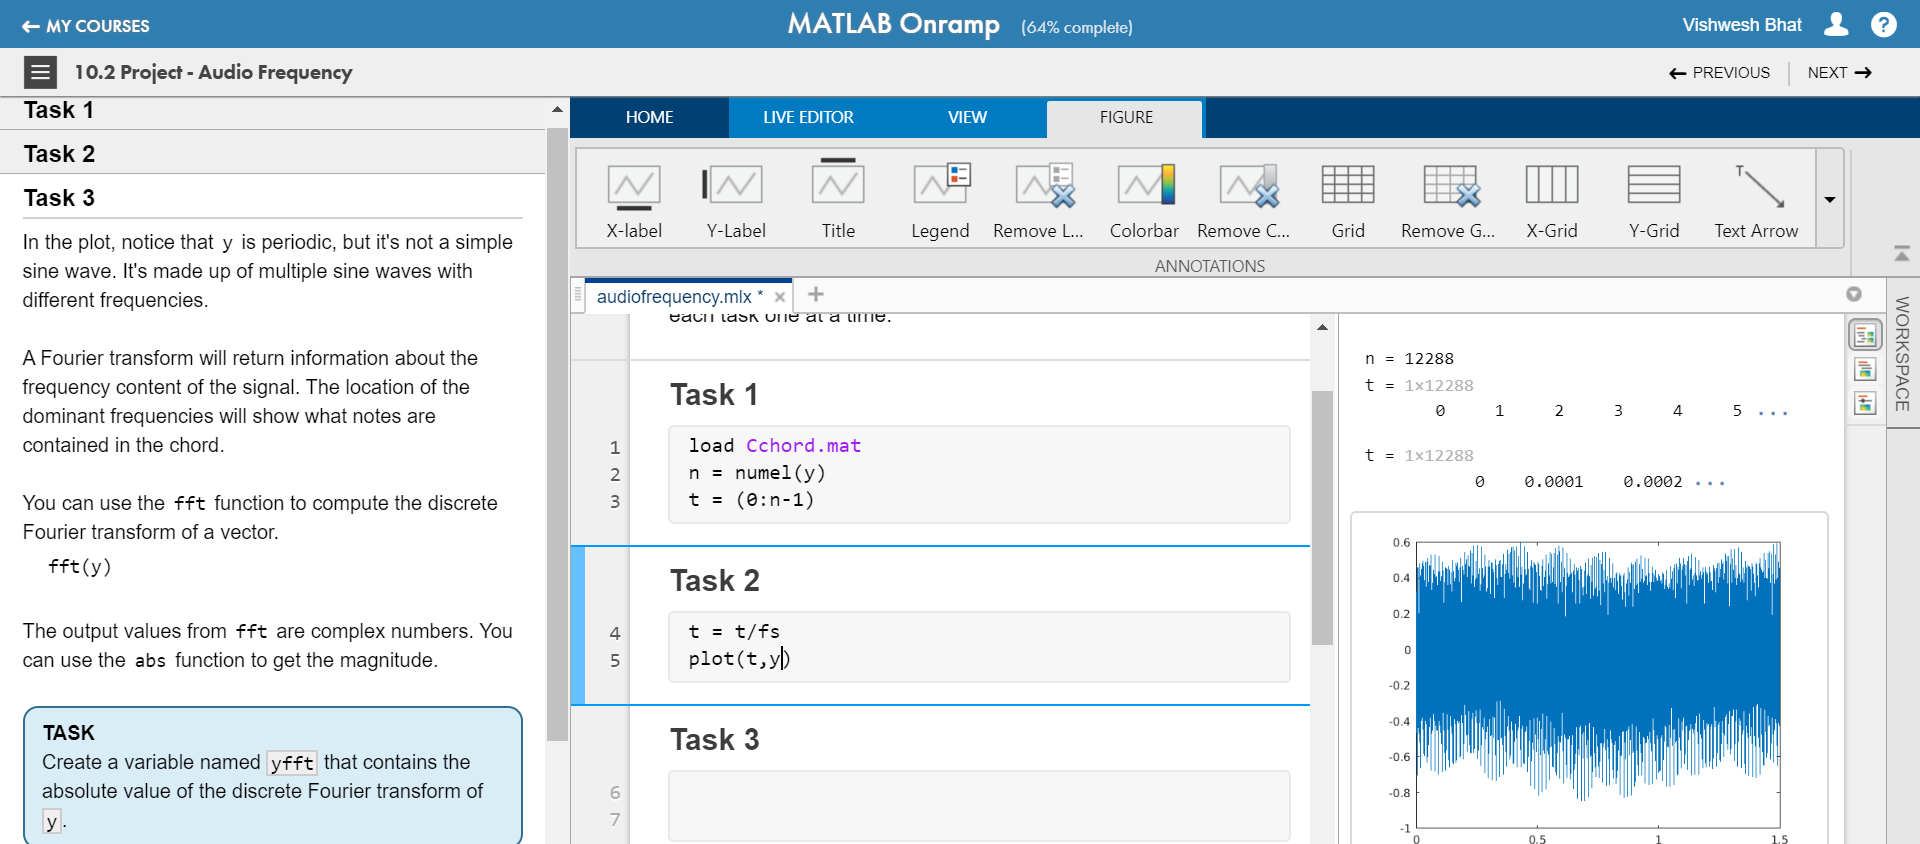 ← MY COURSES
MATLAB Onramp (64% complete)
Vishwesh Bhat
?
10.2 Project - Audio Frequency
← PREVIOUS
NEXT →
Task 1
Task 2
Task 3
In the plot, notice that y is periodic, but it's not a simple
sine wave. It's made up of multiple sine waves with
different frequencies.
A Fourier transform will return information about the
frequency content of the signal. The location of the
dominant frequencies will show what notes are
contained in the chord.
You can use the fft function to compute the discrete
Fourier transform of a vector.
fft(y)
The output values from fft are complex numbers. You
can use the abs function to get the magnitude.
TASK
Create a variable named yfft that contains the
absolute value of the discrete Fourier transform of
y.
HOME
LIVE EDITOR
VIEW
FIGURE
X-label
Y-Label
Title
Legend
Remove L...
Colorbar
Remove C...
Grid
Remove G...
X-Grid
Y-Grid
T
Text Arrow
ANNOTATIONS
audiofrequency.mlx * × +
each task one at a time.
Task 1
1 load Cchord.mat
2 n = numel(y)
3 t = (0:n-1)
Task 2
4 t = t/fs
5 plot(t,y)
Task 3
6
7
n = 12288
t = 1×12288
0 1 2 3 4 5 ...
t = 1×12288
0 0.0001 0.0002 ...
0.6
0.4
0.2
0
-0.2
-0.4
-0.6
-0.8
-1
0 0.5 1 1.5
WORKSPACE